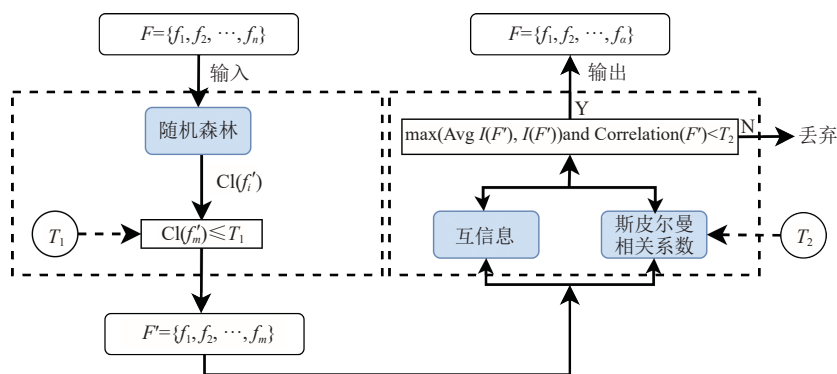 F={f₁, f₂, ⋯, fₙ}
输入
随机森林
Cl(fᵢ′)
T₁
Cl(fₘ′)≤T₁
F′={f₁, f₂, ⋯, fₘ}
F={f₁, f₂, ⋯, fα}
输出
Y
max(Avg I(F′), I(F′))and Correlation(F′)<T₂
N
丢弃
互信息
斯皮尔曼
相关系数
T₂